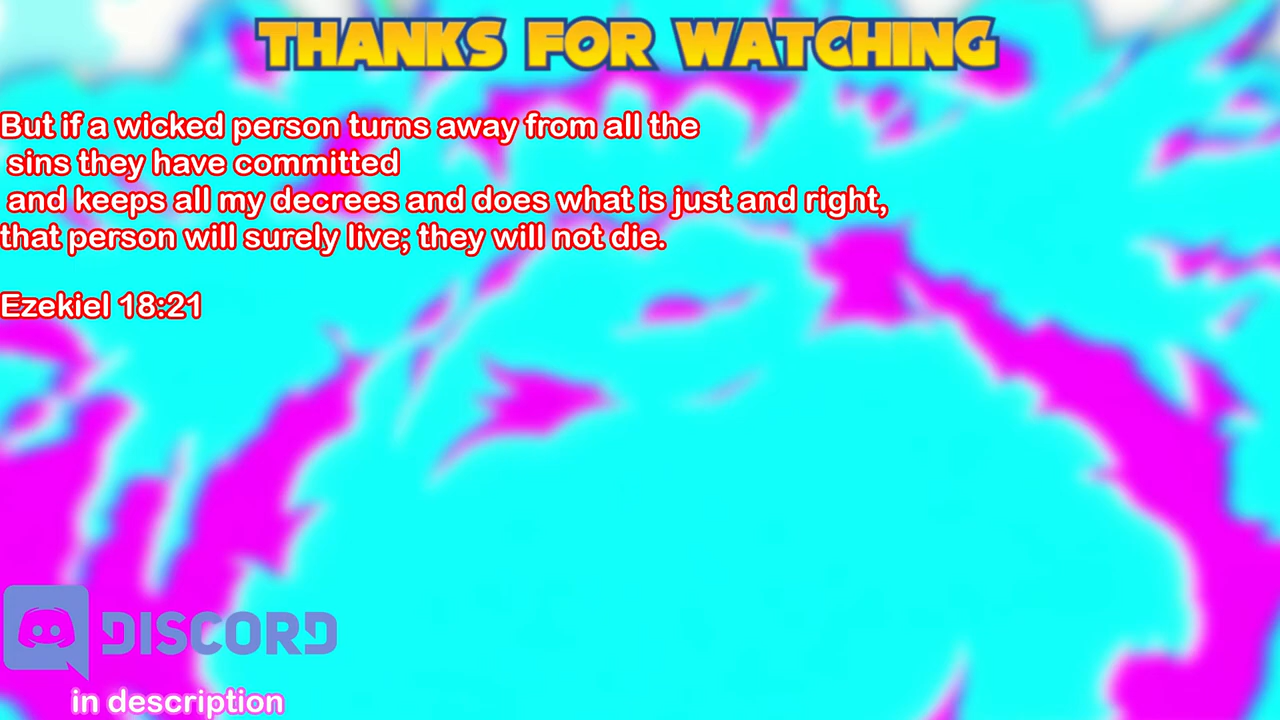 THANKS FOR WATCHING
But if a wicked person turns away from all the
sins they have committed
and keeps all my decrees and does what is just and right,
that person will surely live; they will not die.
Ezekiel 18:21
DISCORD
in description